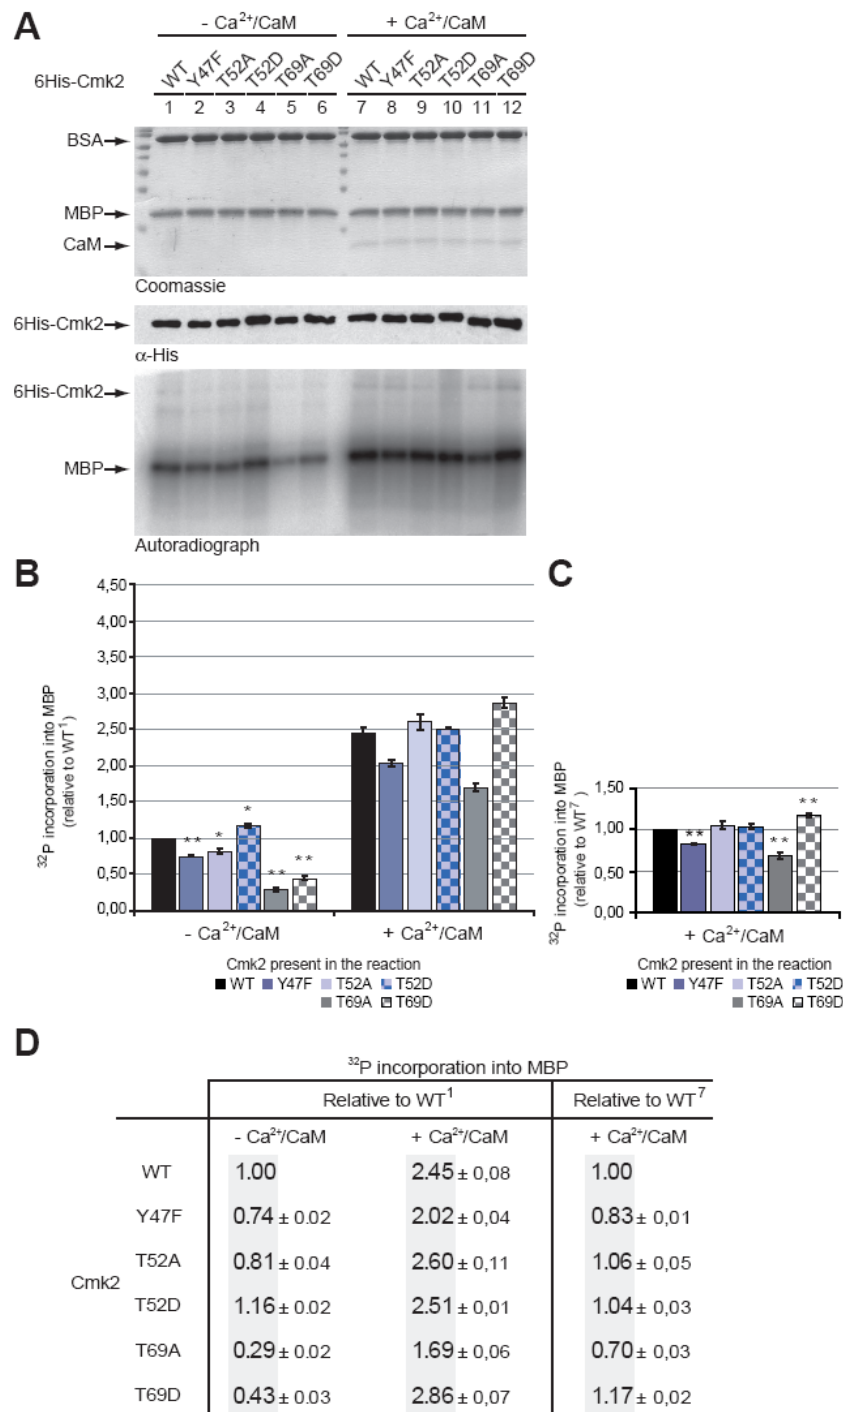 A
- Ca²⁺/CaM + Ca²⁺/CaM
6His-Cmk2 WT Y47F T52A T52D T69A T69D WT Y47F T52A T52D T69A T69D
1 2 3 4 5 6 7 8 9 10 11 12
BSA
MBP
CaM
Coomassie
6His-Cmk2
α-His
6His-Cmk2
MBP
Autoradiograph
B
³²P incorporation into MBP
(relative to WT¹)
4,50
4,00
3,50
3,00
2,50
2,00
1,50
1,00
0,50
0,00
** * * ** **
- Ca²⁺/CaM + Ca²⁺/CaM
Cmk2 present in the reaction
WT Y47F T52A T52D
T69A T69D
C
³²P incorporation into MBP
(relative to WT⁷ )
1,50
1,00
0,50
0,00
** ** **
+ Ca²⁺/CaM
Cmk2 present in the reaction
WT Y47F T52A T52D
T69A T69D
D
³²P incorporation into MBP
Relative to WT¹ Relative to WT⁷
- Ca²⁺/CaM + Ca²⁺/CaM + Ca²⁺/CaM
Cmk2
WT 1.00 2.45 ± 0,08 1.00
Y47F 0.74 ± 0.02 2.02 ± 0,04 0.83 ± 0,01
T52A 0.81 ± 0.04 2.60 ± 0,11 1.06 ± 0,05
T52D 1.16 ± 0.02 2.51 ± 0,01 1.04 ± 0,03
T69A 0.29 ± 0.02 1.69 ± 0,06 0.70 ± 0,03
T69D 0.43 ± 0.03 2.86 ± 0,07 1.17 ± 0,02